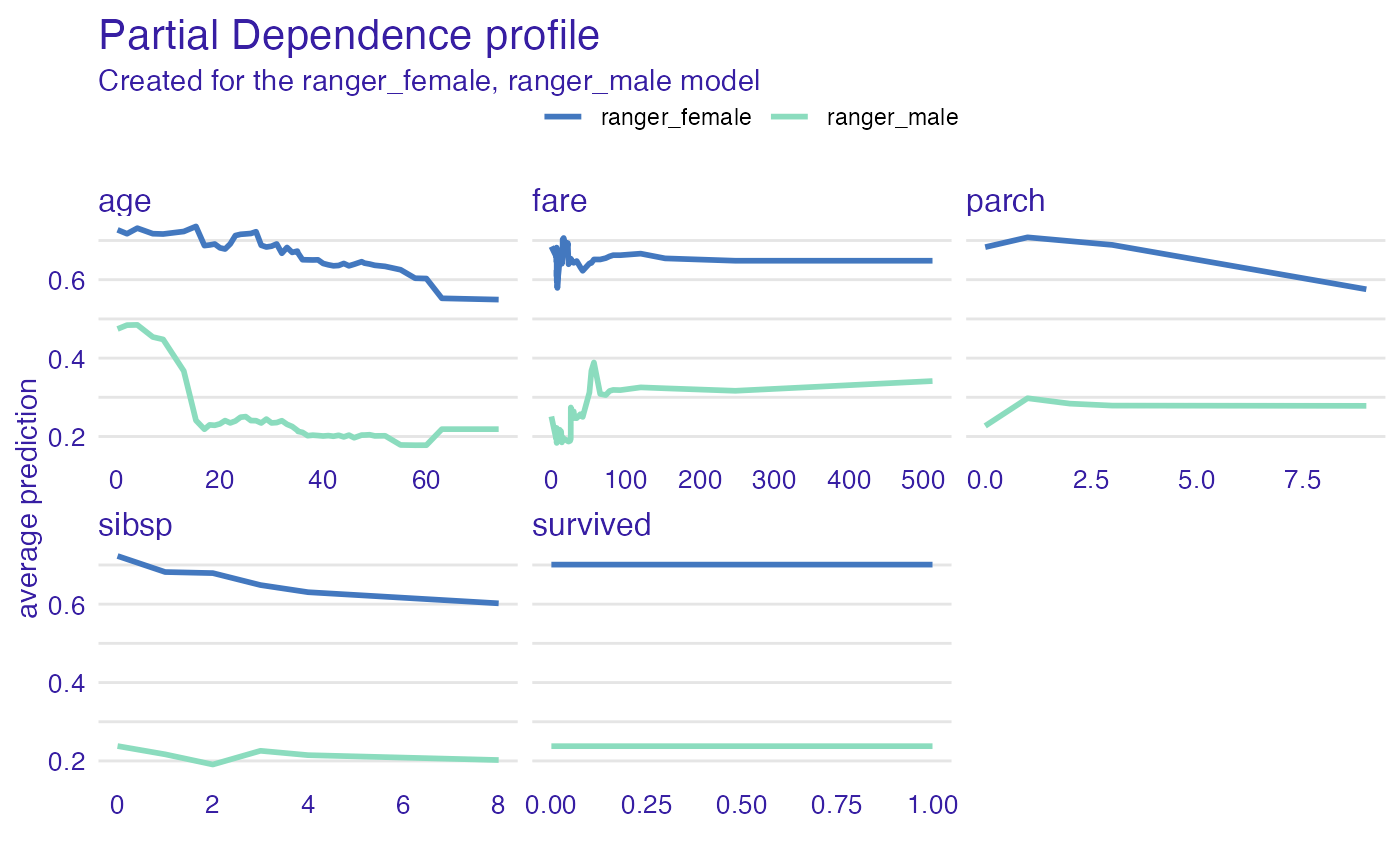 Partial Dependence profile
Created for the ranger_female, ranger_male model
ranger_female ranger_male
age fare parch
0.6
0.4
0.2
0 20 40 60 0 100 200 300 400 500 0.0 2.5 5.0 7.5
average prediction
sibsp survived
0.6
0.4
0.2
0 2 4 6 8 0.00 0.25 0.50 0.75 1.00